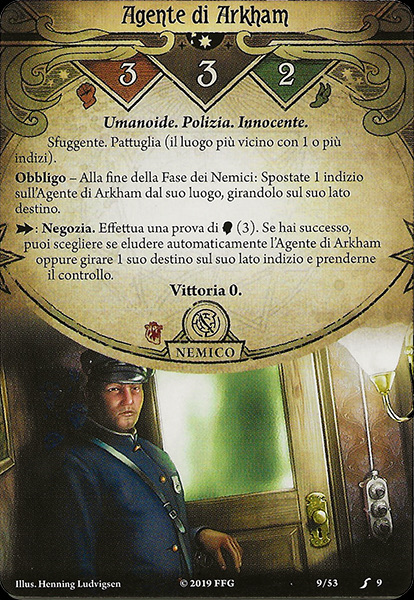 Agente di Arkham
3 3 2
Umanoide. Polizia. Innocente.
Sfuggente. Pattuglia (il luogo più vicino con 1 o più
indizi).
Obbligo – Alla fine della Fase dei Nemici: Spostate 1 indizio
sull'Agente di Arkham dal suo luogo, girandolo sul suo lato
destino.
: Negozia. Effettua una prova di (3). Se hai successo,
puoi scegliere se eludere automaticamente l'Agente di Arkham
oppure girare 1 suo destino sul suo lato indizio e prenderne
il controllo.
Vittoria 0.
NEMICO
Illus. Henning Ludvigsen © 2019 FFG 9/53 9